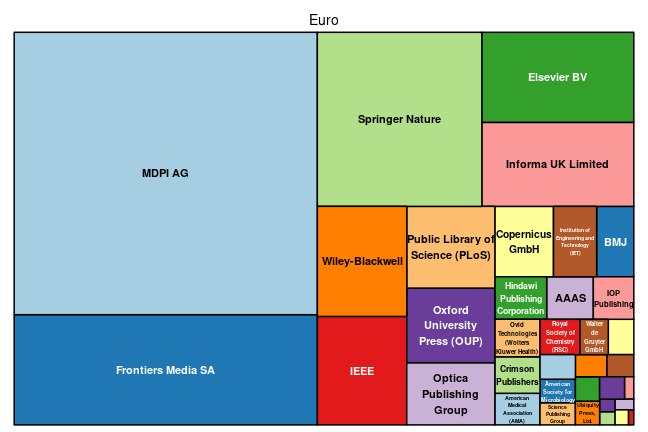 Euro
MDPI AG
Frontiers Media SA
Springer Nature
Elsevier BV
Informa UK Limited
Wiley-Blackwell
IEEE
Public Library of
Science (PLoS)
Oxford
University
Press (OUP)
Optica
Publishing
Group
Copernicus
GmbH
Institution of
Engineering and
Technology
(IET)
BMJ
Hindawi
Publishing
Corporation
AAAS
IOP
Publishing
Ovid
Technologies
(Wolters
Kluwer Health)
Royal
Society of
Chemistry
(RSC)
Walter
de
Gruyter
GmbH
Crimson
Publishers
American
Medical
Association
(AMA)
American
Society for
Microbiology
Science
Publishing
Group
Ubiquity
Press,
Ltd.